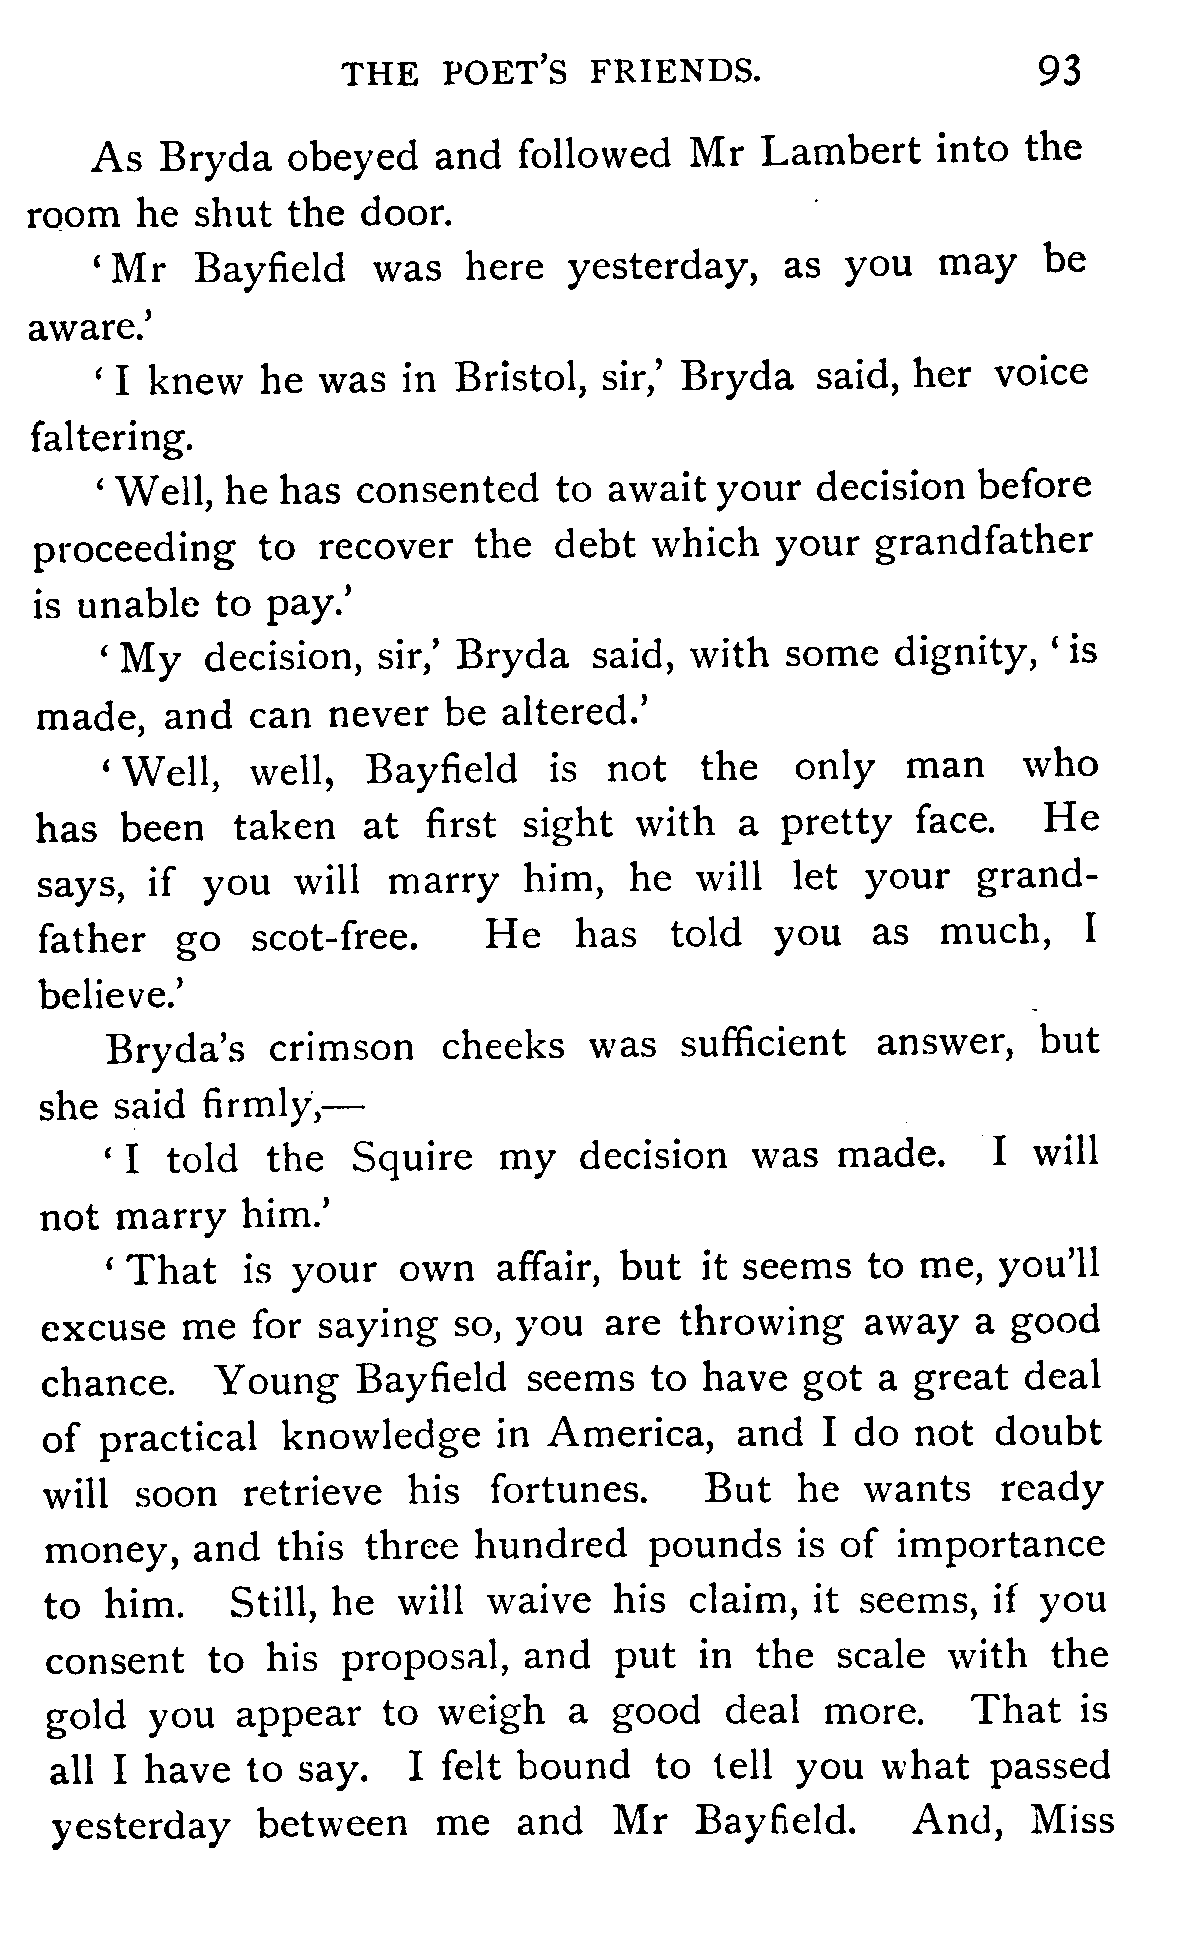 THE POET'S FRIENDS. 93
As Bryda obeyed and followed Mr Lambert into the
room he shut the door.
‘Mr Bayfield was here yesterday, as you may be
aware.’
‘I knew he was in Bristol, sir,’ Bryda said, her voice
faltering.
‘Well, he has consented to await your decision before
proceeding to recover the debt which your grandfather
is unable to pay.’
‘My decision, sir,’ Bryda said, with some dignity, ‘is
made, and can never be altered.’
‘Well, well, Bayfield is not the only man who
has been taken at first sight with a pretty face. He
says, if you will marry him, he will let your grand-
father go scot-free. He has told you as much, I
believe.’
Bryda's crimson cheeks was sufficient answer, but
she said firmly,—
‘I told the Squire my decision was made. I will
not marry him.’
‘That is your own affair, but it seems to me, you'll
excuse me for saying so, you are throwing away a good
chance. Young Bayfield seems to have got a great deal
of practical knowledge in America, and I do not doubt
will soon retrieve his fortunes. But he wants ready
money, and this three hundred pounds is of importance
to him. Still, he will waive his claim, it seems, if you
consent to his proposal, and put in the scale with the
gold you appear to weigh a good deal more. That is
all I have to say. I felt bound to tell you what passed
yesterday between me and Mr Bayfield. And, Miss